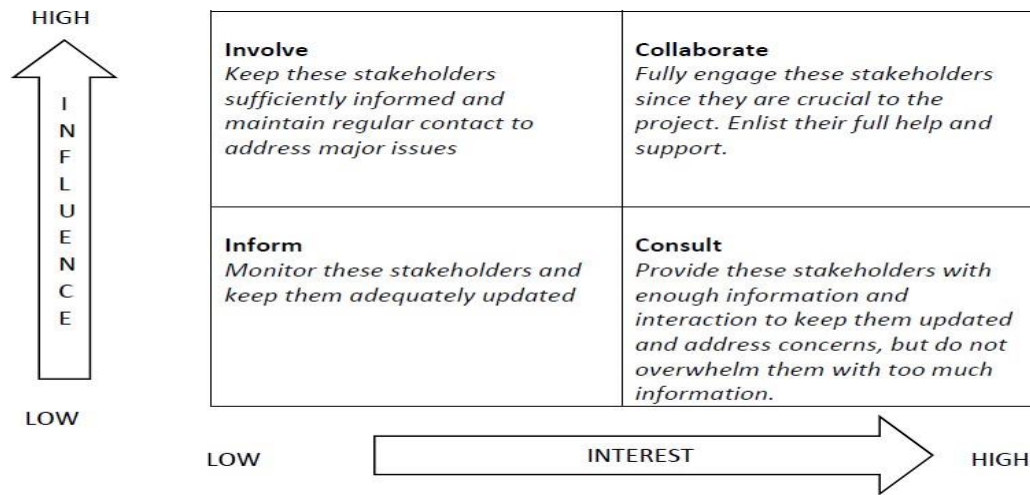 HIGH
INFLUENCE
LOW
Involve
Keep these stakeholders
sufficiently informed and
maintain regular contact to
address major issues
Collaborate
Fully engage these stakeholders
since they are crucial to the
project. Enlist their full help and
support.
Inform
Monitor these stakeholders and
keep them adequately updated
Consult
Provide these stakeholders with
enough information and
interaction to keep them updated
and address concerns, but do not
overwhelm them with too much
information.
LOW
INTEREST
HIGH